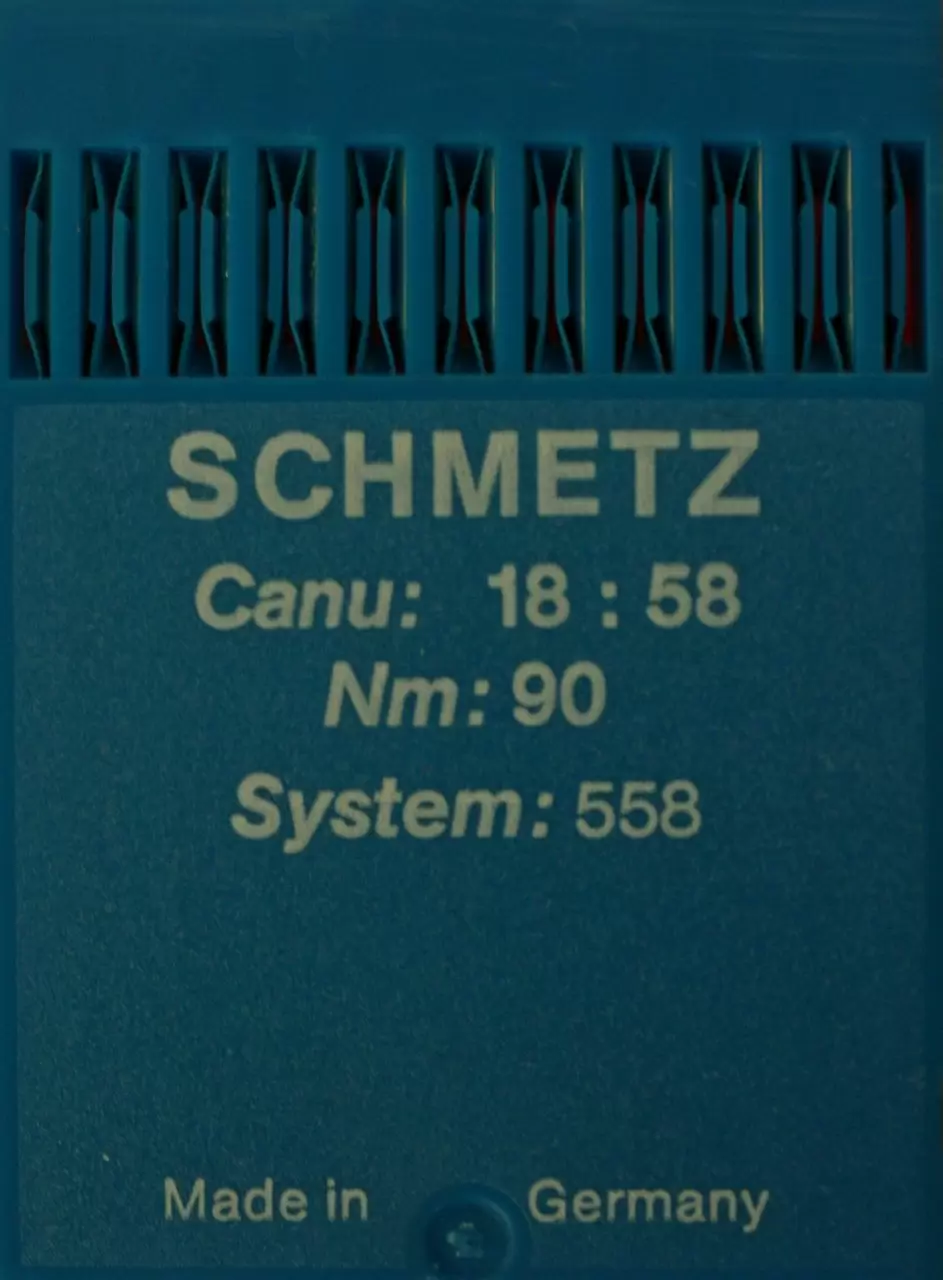 SCHMETZ
Canu: 18 : 58
Nm: 90
System: 558
Made in Germany